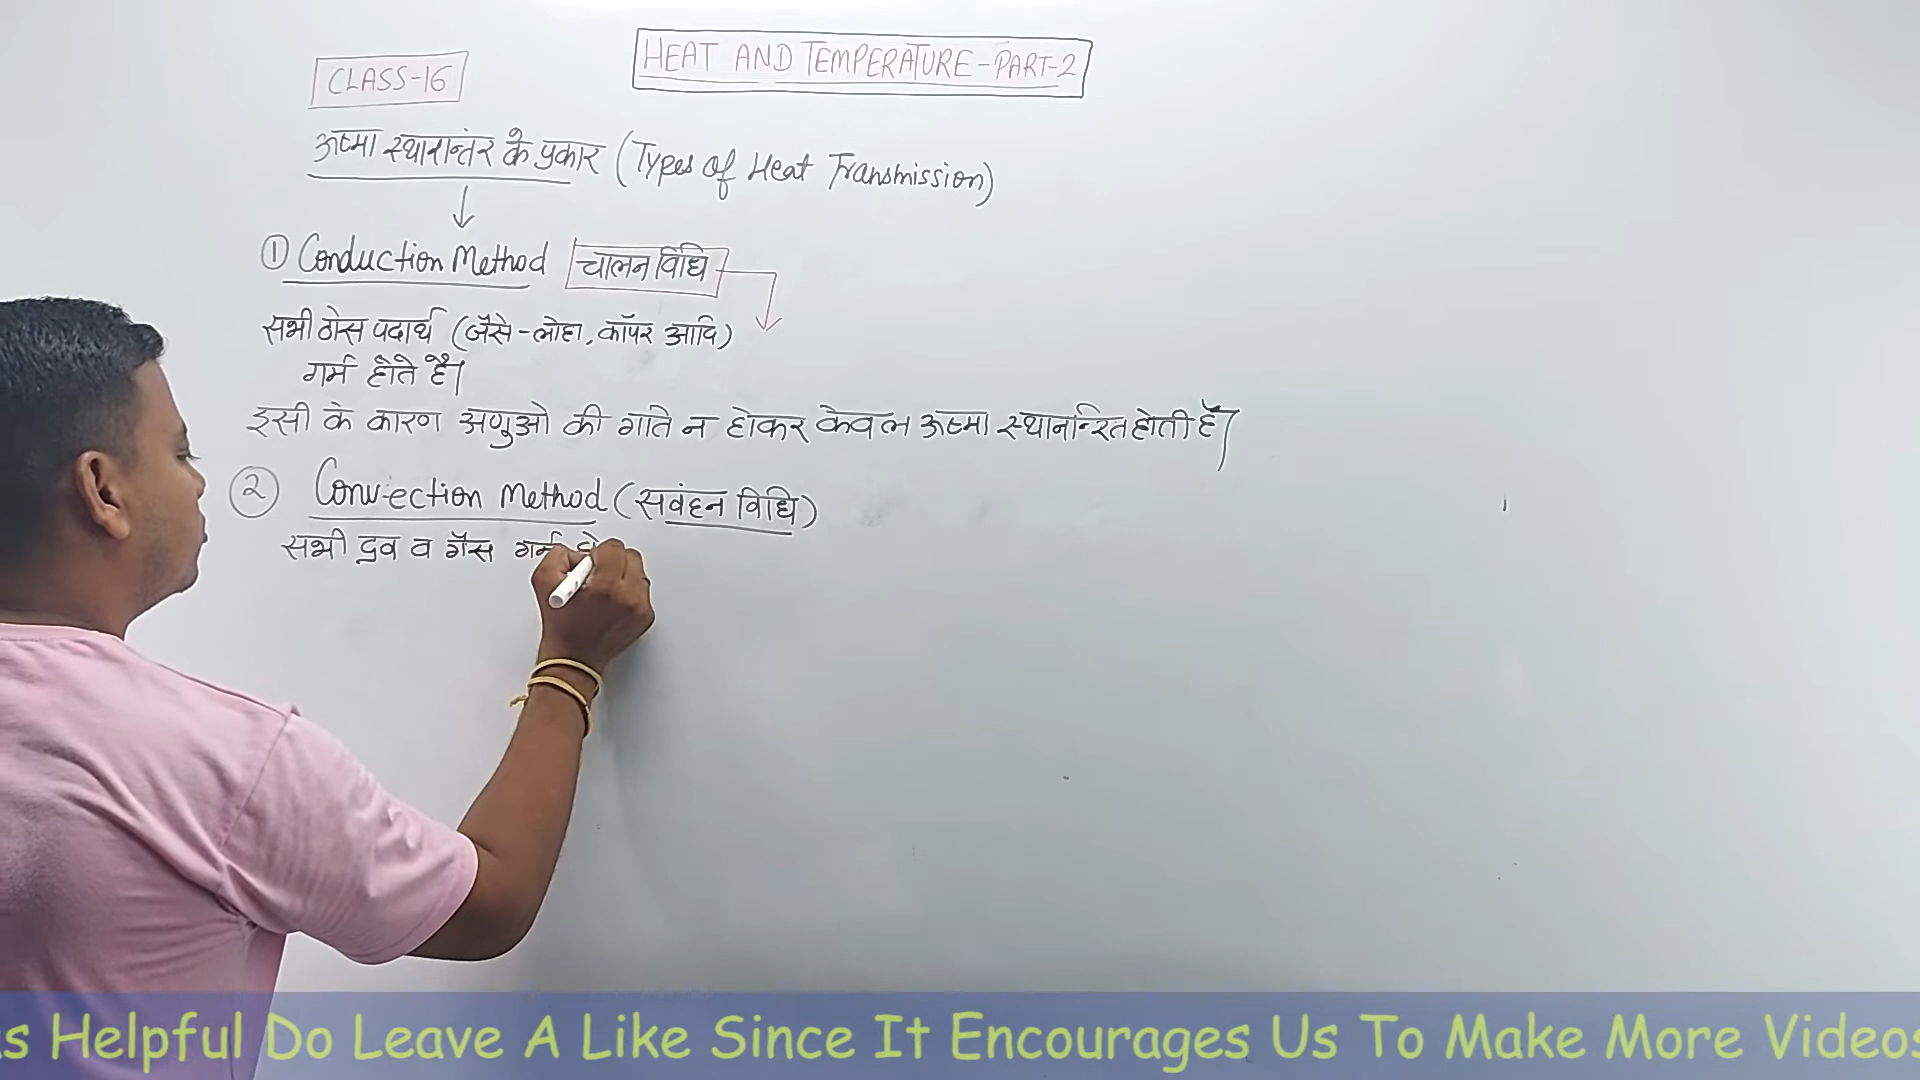 CLASS-16
HEAT AND TEMPERATURE-PART-2
ऊष्मा स्थानान्तर के प्रकार (Types of Heat Transmission)
① Conduction Method चालन विधि
सभी ठोस पदार्थ (जैसे-लोहा, कॉपर आदि)
गर्म होते है।
इसी के कारण अणुओ की गति न होकर केवल ऊष्मा स्थानान्तरित होती है।
② Convection Method (सवंहन विधि)
सभी द्रव व गैस गर्म
Helpful Do Leave A Like Since It Encourages Us To Make More Videos